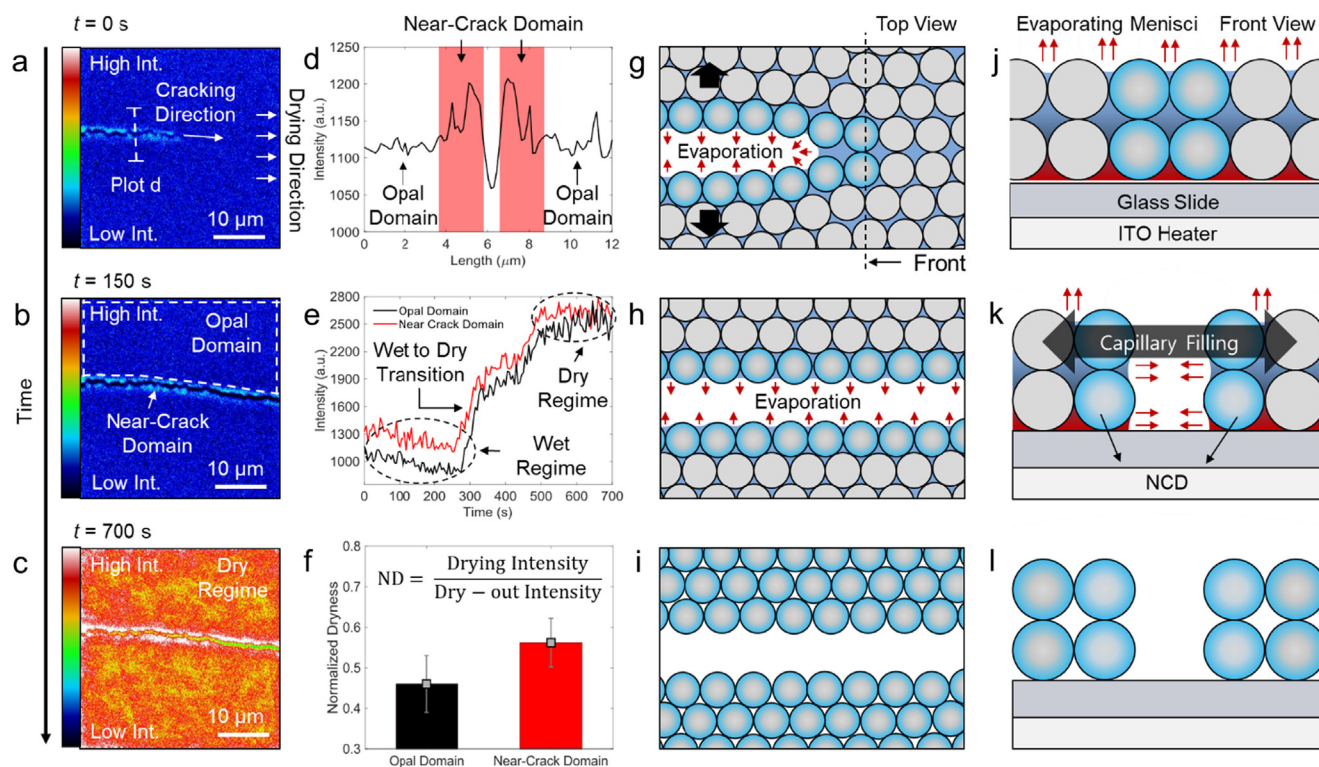 t = 0 s
a
High Int.
Cracking
Direction
Plot d
10 µm
Low Int.
Drying Direction
Time
t = 150 s
b
High Int.
Opal
Domain
Near-Crack
Domain
Low Int.
10 µm
t = 700 s
c
High Int.
Dry
Regime
10 µm
Low Int.
Near-Crack Domain
d
1250
1200
1150
1100
1050
1000
Intensity (a.u.)
Opal
Domain
Opal
Domain
0 2 4 6 8 10 12
Length (µm)
e
2800
2500
2200
1900
1600
1300
1000
Intensity (a.u.)
Opal Domain
Near Crack Domain
Wet to Dry
Transition
Dry
Regime
Wet
Regime
0 100 200 300 400 500 600 700
Time (s)
f
0.8
0.7
0.6
0.5
0.4
0.3
Normalized Dryness
ND = Drying Intensity
Dry − out Intensity
Opal Domain
Near-Crack Domain
Top View
g
Evaporation
Front
h
Evaporation
i
Evaporating Menisci
Front View
j
Glass Slide
ITO Heater
k
Capillary Filling
NCD
l